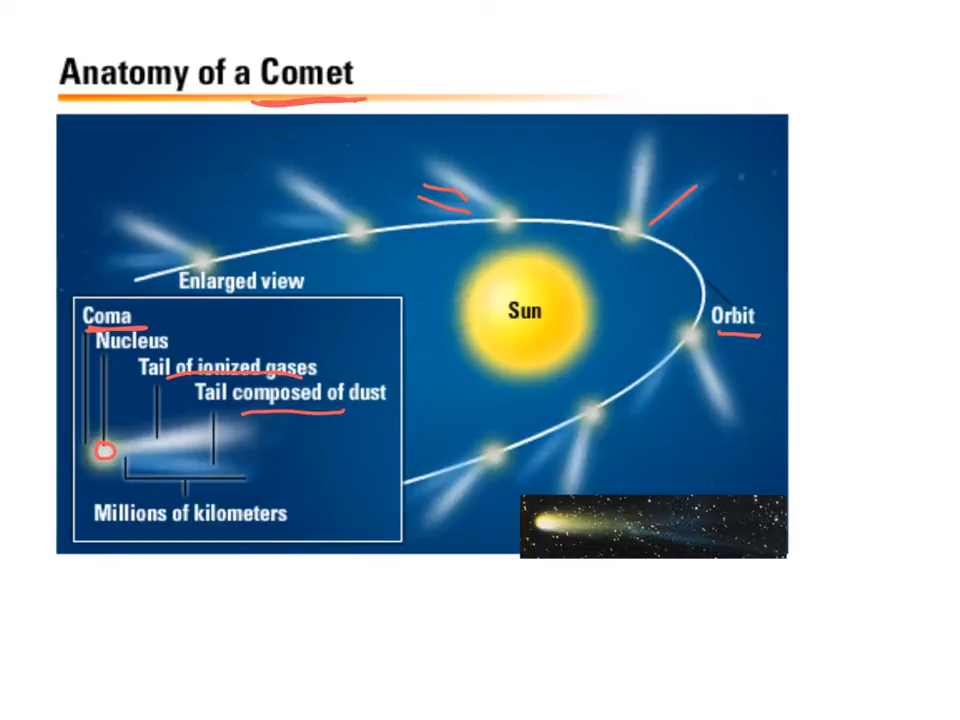 Anatomy of a Comet
Enlarged view
Coma
Nucleus
Tail of ionized gases
Tail composed of dust
Millions of kilometers
Sun
Orbit